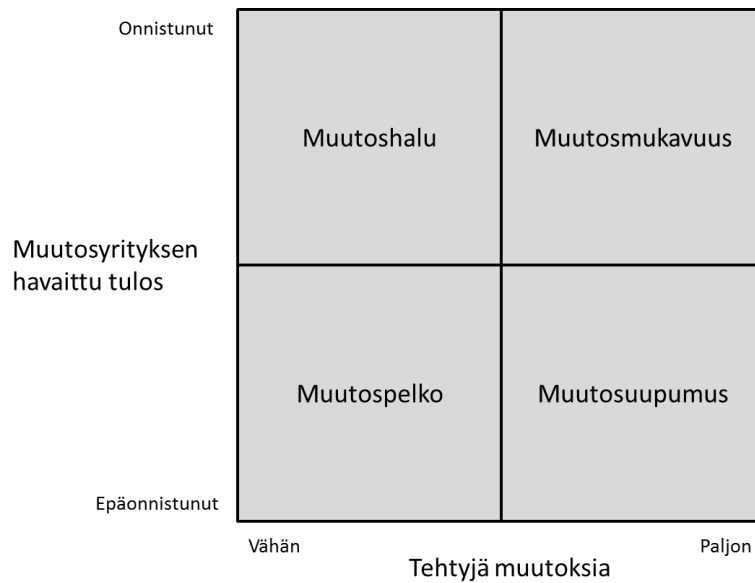 Onnistunut
Muutoshalu
Muutosmukavuus
Muutosyrityksen
havaittu tulos
Muutospelko
Muutosuupumus
Epäonnistunut
Vähän
Paljon
Tehtyjä muutoksia